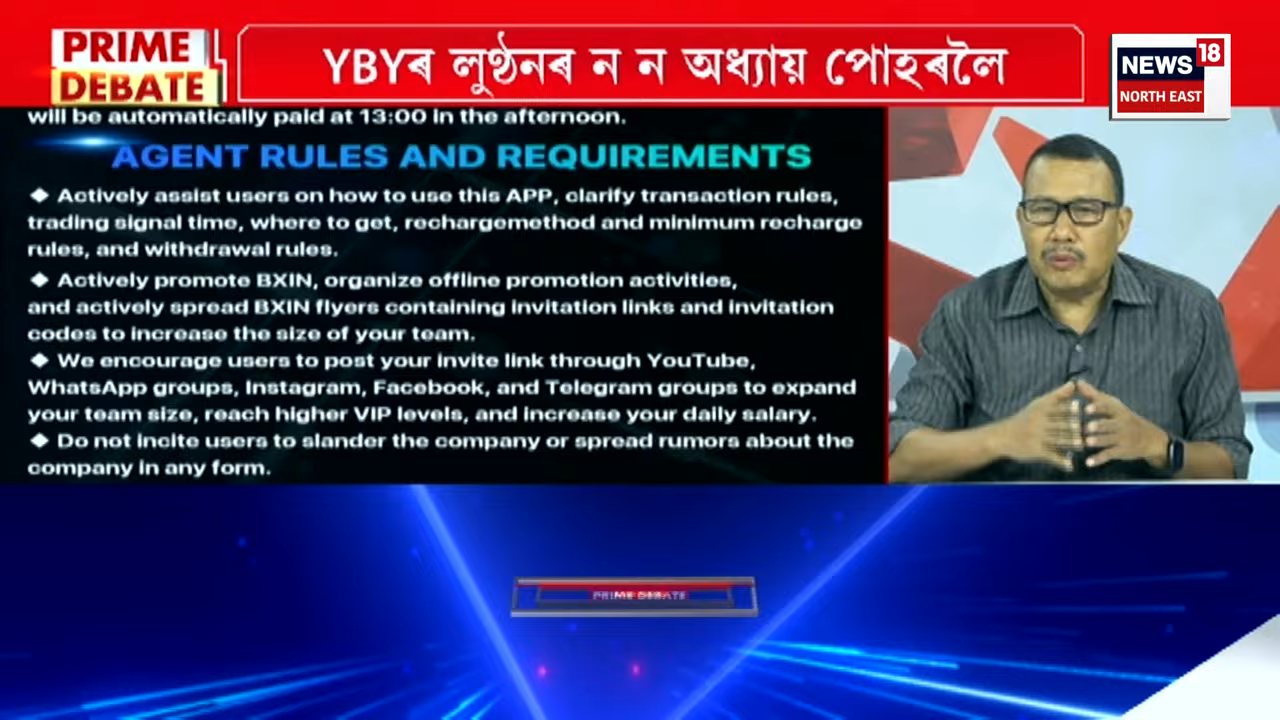 PRIME
DEBATE
YBYৰ লুণ্ঠনৰ ন ন অধ্যায় পোহৰলৈ
NEWS 18
NORTH EAST
will be automatically paid at 13:00 in the afternoon.
AGENT RULES AND REQUIREMENTS
◆ Actively assist users on how to use this APP, clarify transaction rules,
trading signal time, where to get, rechargemethod and minimum recharge
rules, and withdrawal rules.
◆ Actively promote BXIN, organize offline promotion activities,
and actively spread BXIN flyers containing invitation links and invitation
codes to increase the size of your team.
◆ We encourage users to post your invite link through YouTube,
WhatsApp groups, Instagram, Facebook, and Telegram groups to expand
your team size, reach higher VIP levels, and increase your daily salary.
◆ Do not incite users to slander the company or spread rumors about the
company in any form.
PRIME DEBATE